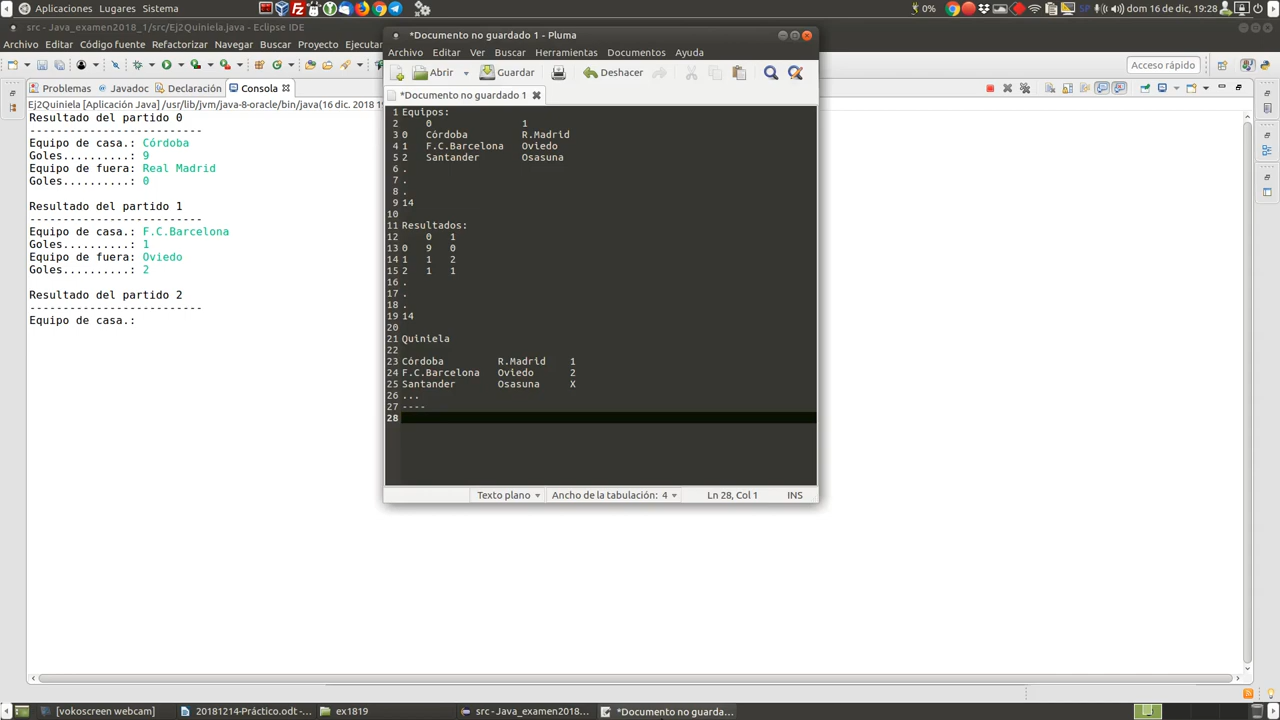 Aplicaciones Lugares Sistema
0% SP dom 16 de dic, 19:28
src - Java_examen2018_1/src/Ej2Quiniela.java - Eclipse IDE
Archivo Editar Código fuente Refactorizar Navegar Buscar Proyecto Ejecutar
Acceso rápido
Problemas Javadoc Declaración Consola
Ej2Quiniela [Aplicación Java] /usr/lib/jvm/java-8-oracle/bin/java(16 dic. 2018
Resultado del partido 0
--------------------------
Equipo de casa.: Córdoba
Goles..........: 9
Equipo de fuera: Real Madrid
Goles..........: 0
Resultado del partido 1
--------------------------
Equipo de casa.: F.C.Barcelona
Goles..........: 1
Equipo de fuera: Oviedo
Goles..........: 2
Resultado del partido 2
--------------------------
Equipo de casa.:
*Documento no guardado 1 - Pluma
Archivo Editar Ver Buscar Herramientas Documentos Ayuda
Abrir Guardar Deshacer
*Documento no guardado 1
1 Equipos:
2 0 1
3 0 Córdoba R.Madrid
4 1 F.C.Barcelona Oviedo
5 2 Santander Osasuna
6 .
7 .
8 .
9 14
10
11 Resultados:
12 0 1
13 0 9 0
14 1 1 2
15 2 1 1
16 .
17 .
18 .
19 14
20
21 Quiniela
22
23 Córdoba R.Madrid 1
24 F.C.Barcelona Oviedo 2
25 Santander Osasuna X
26 ...
27 ----
28
Texto plano Ancho de la tabulación: 4 Ln 28, Col 1 INS
[vokoscreen webcam] 20181214-Práctico.odt -... ex1819 src - Java_examen2018... *Documento no guarda...